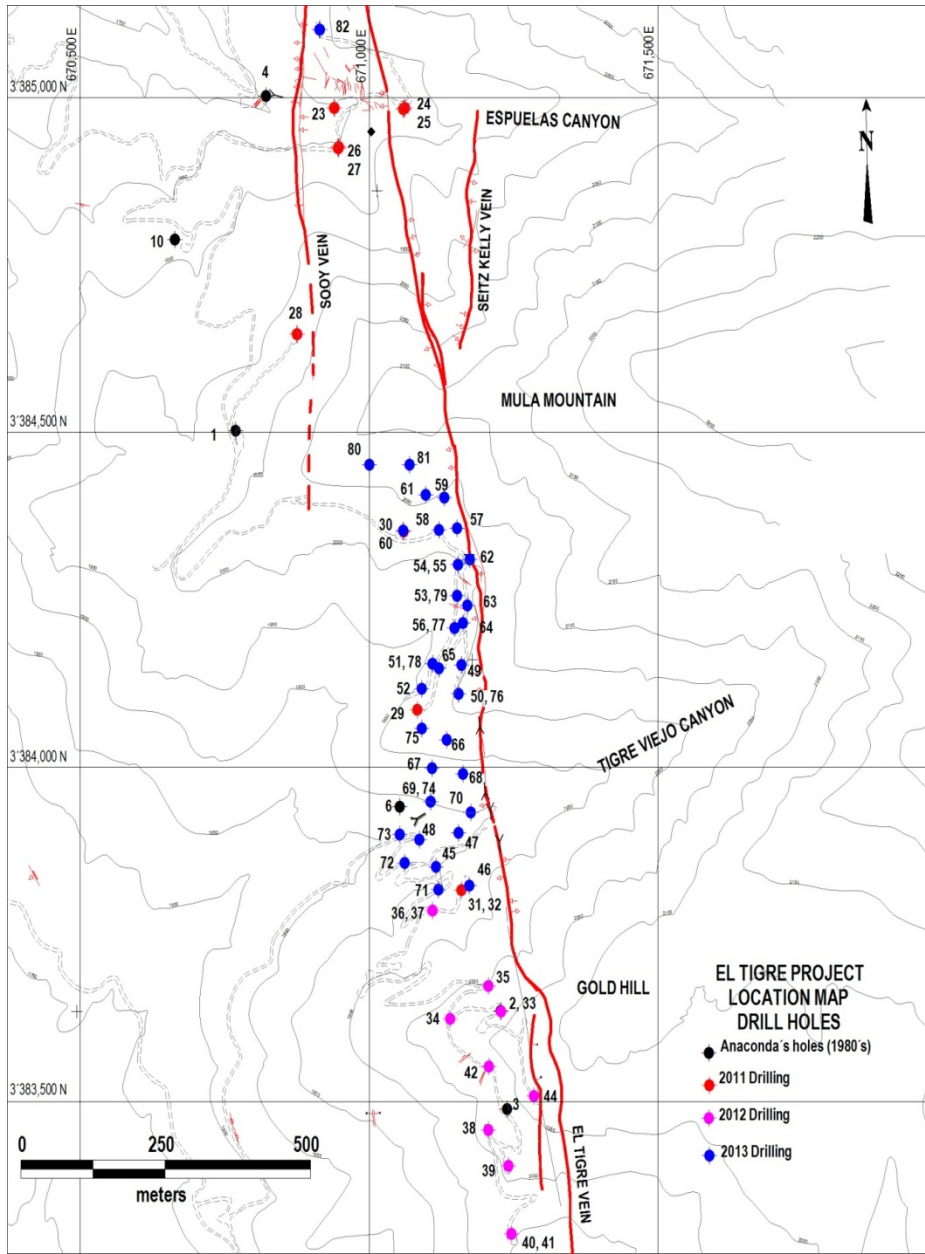 670,500 E
671,000 E
671,500 E
82
4
3´385,000 N
23
24
25
ESPUELAS CANYON
26
27
N
10
SOOY VEIN
SEITZ KELLY VEIN
28
MULA MOUNTAIN
3´384,500 N
1
80
81
61
59
30
60
58
57
54, 55
62
53, 79
63
56, 77
64
51, 78
65
49
52
50, 76
29
75
66
TIGRE VIEJO CANYON
3´384,000 N
67
68
69, 74
6
70
73
48
47
72
45
46
71
31, 32
36, 37
35
GOLD HILL
2, 33
34
42
44
3
3´383,500 N
38
39
EL TIGRE VEIN
40, 41
EL TIGRE PROJECT
LOCATION MAP
DRILL HOLES
Anaconda´s holes (1980´s)
2011 Drilling
2012 Drilling
2013 Drilling
0
250
500
meters